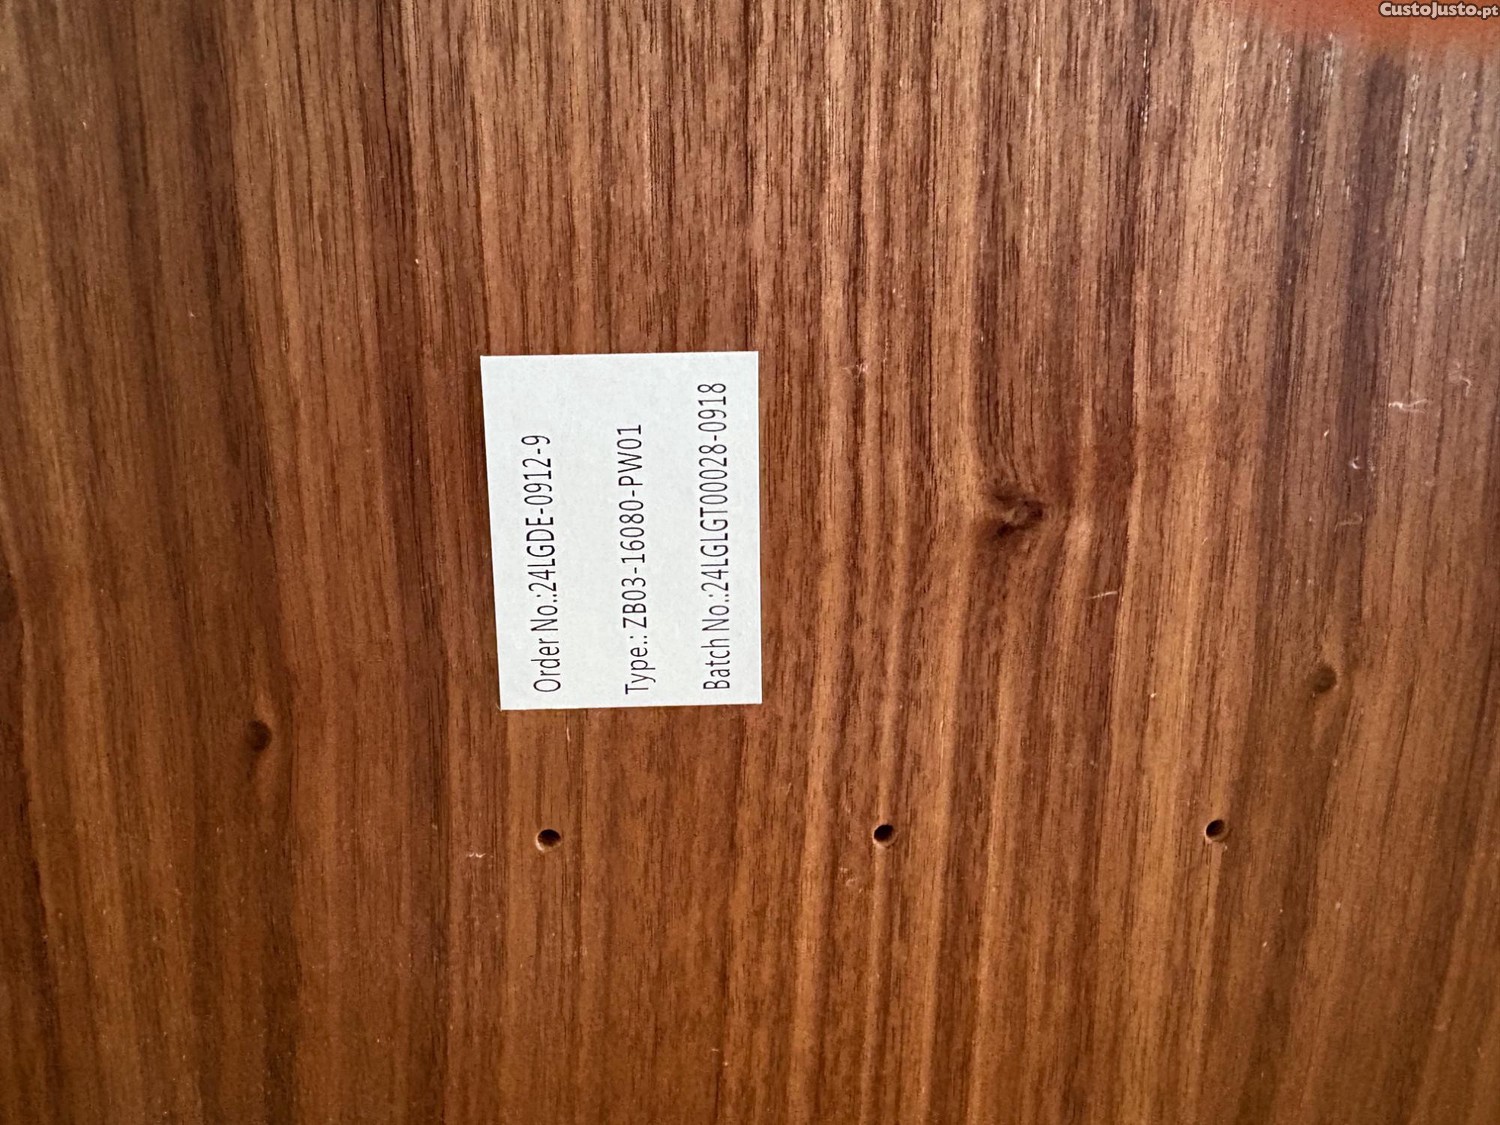 CustoJusto.pt
Order No.:24LGDE-0912-9
Type.: ZB03-16080-PW01
Batch No.:24LGLGT00028-0918